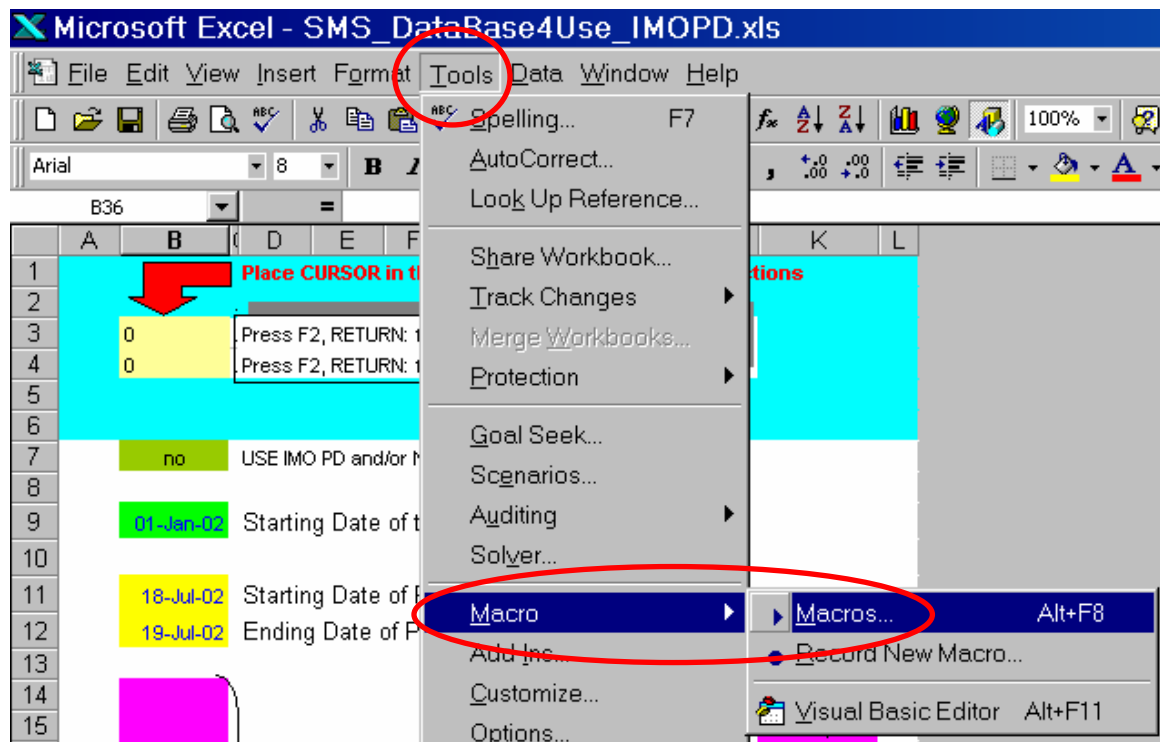 Microsoft Excel - SMS_DataBase4Use_IMOPD.xls
File Edit View Insert Format Tools Data Window Help
100%
Arial 8 B
B36 =
A B D E F K L
1 Place CURSOR in
2
3 0 Press F2, RETURN:
4 0 Press F2, RETURN:
5
6
7 no USE IMO PD and/or
8
9 01-Jan-02 Starting Date of
10
11 18-Jul-02 Starting Date of
12 19-Jul-02 Ending Date of
13
14
15
Spelling... F7
AutoCorrect...
Look Up Reference...
Share Workbook...
Track Changes
Merge Workbooks...
Protection
Goal Seek...
Scenarios...
Auditing
Solver...
Macro
Add-Ins...
Customize...
Options...
Macros... Alt+F8
Record New Macro...
Visual Basic Editor Alt+F11